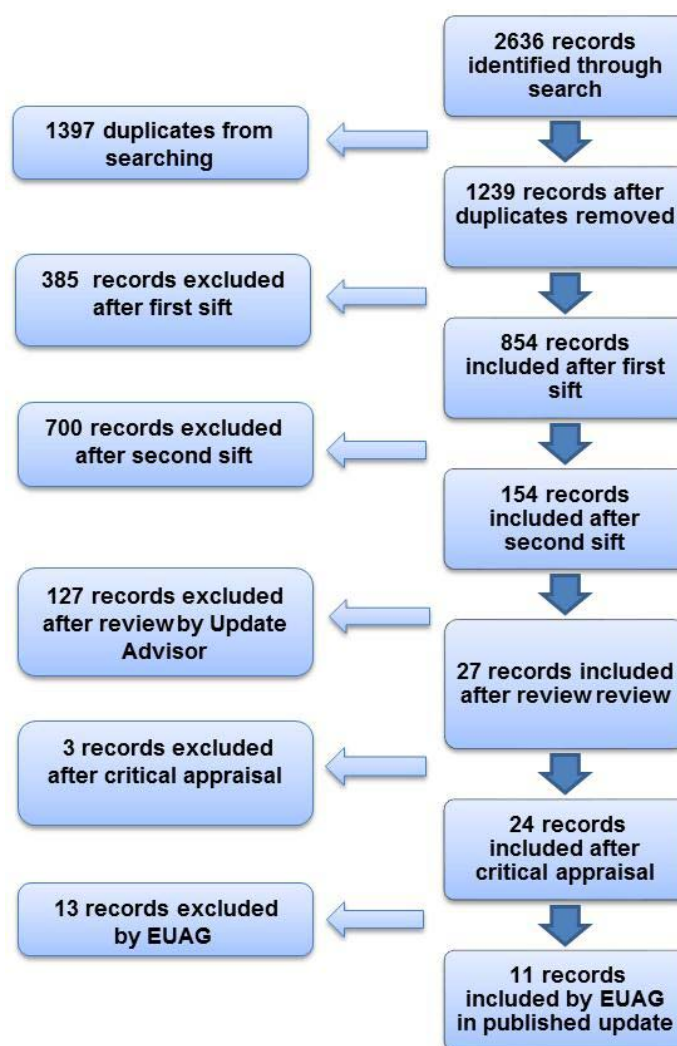 2636 records
identified through
search
1397 duplicates from
searching
1239 records after
duplicates removed
385 records excluded
after first sift
854 records
included after first
sift
700 records excluded
after second sift
154 records
included after
second sift
127 records excluded
after review by Update
Advisor
27 records included
after review review
3 records excluded
after critical appraisal
24 records
included after
critical appraisal
13 records excluded
by EUAG
11 records
included by EUAG
in published update